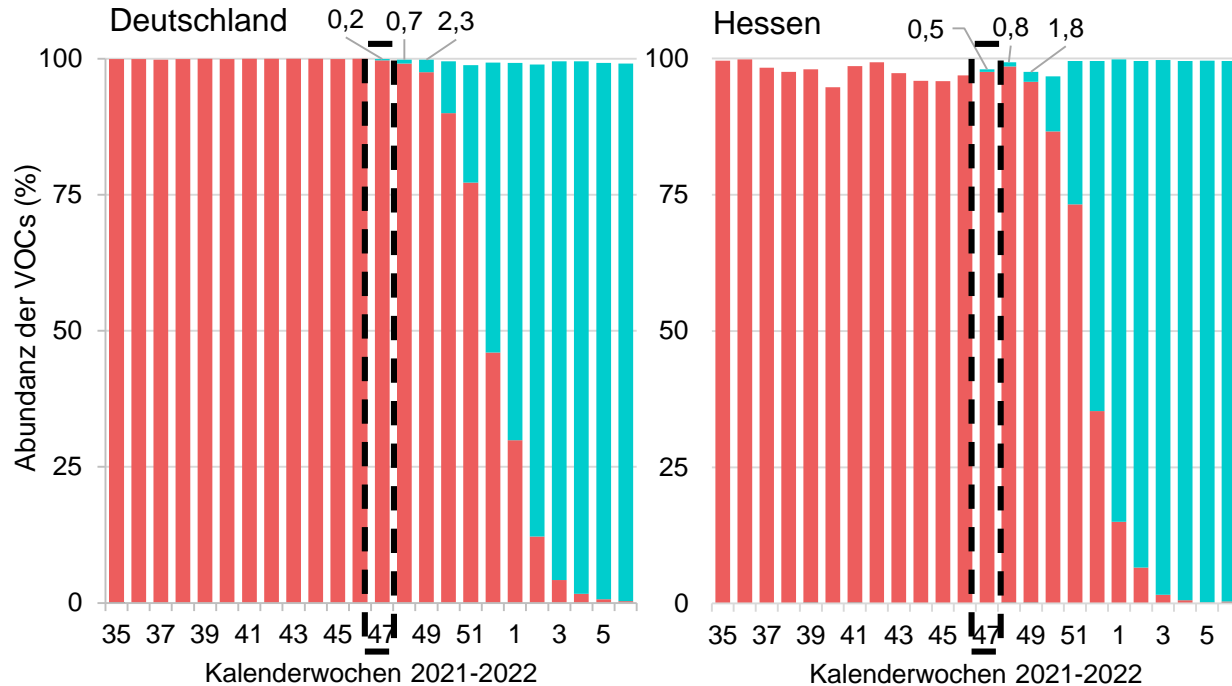 Deutschland
0,2 0,7 2,3
Abundanz der VOCs (%)
100
75
50
25
0
35 37 39 41 43 45 47 49 51 1 3 5
Kalenderwochen 2021-2022
Hessen
0,5 0,8 1,8
100
75
50
25
0
35 37 39 41 43 45 47 49 51 1 3 5
Kalenderwochen 2021-2022